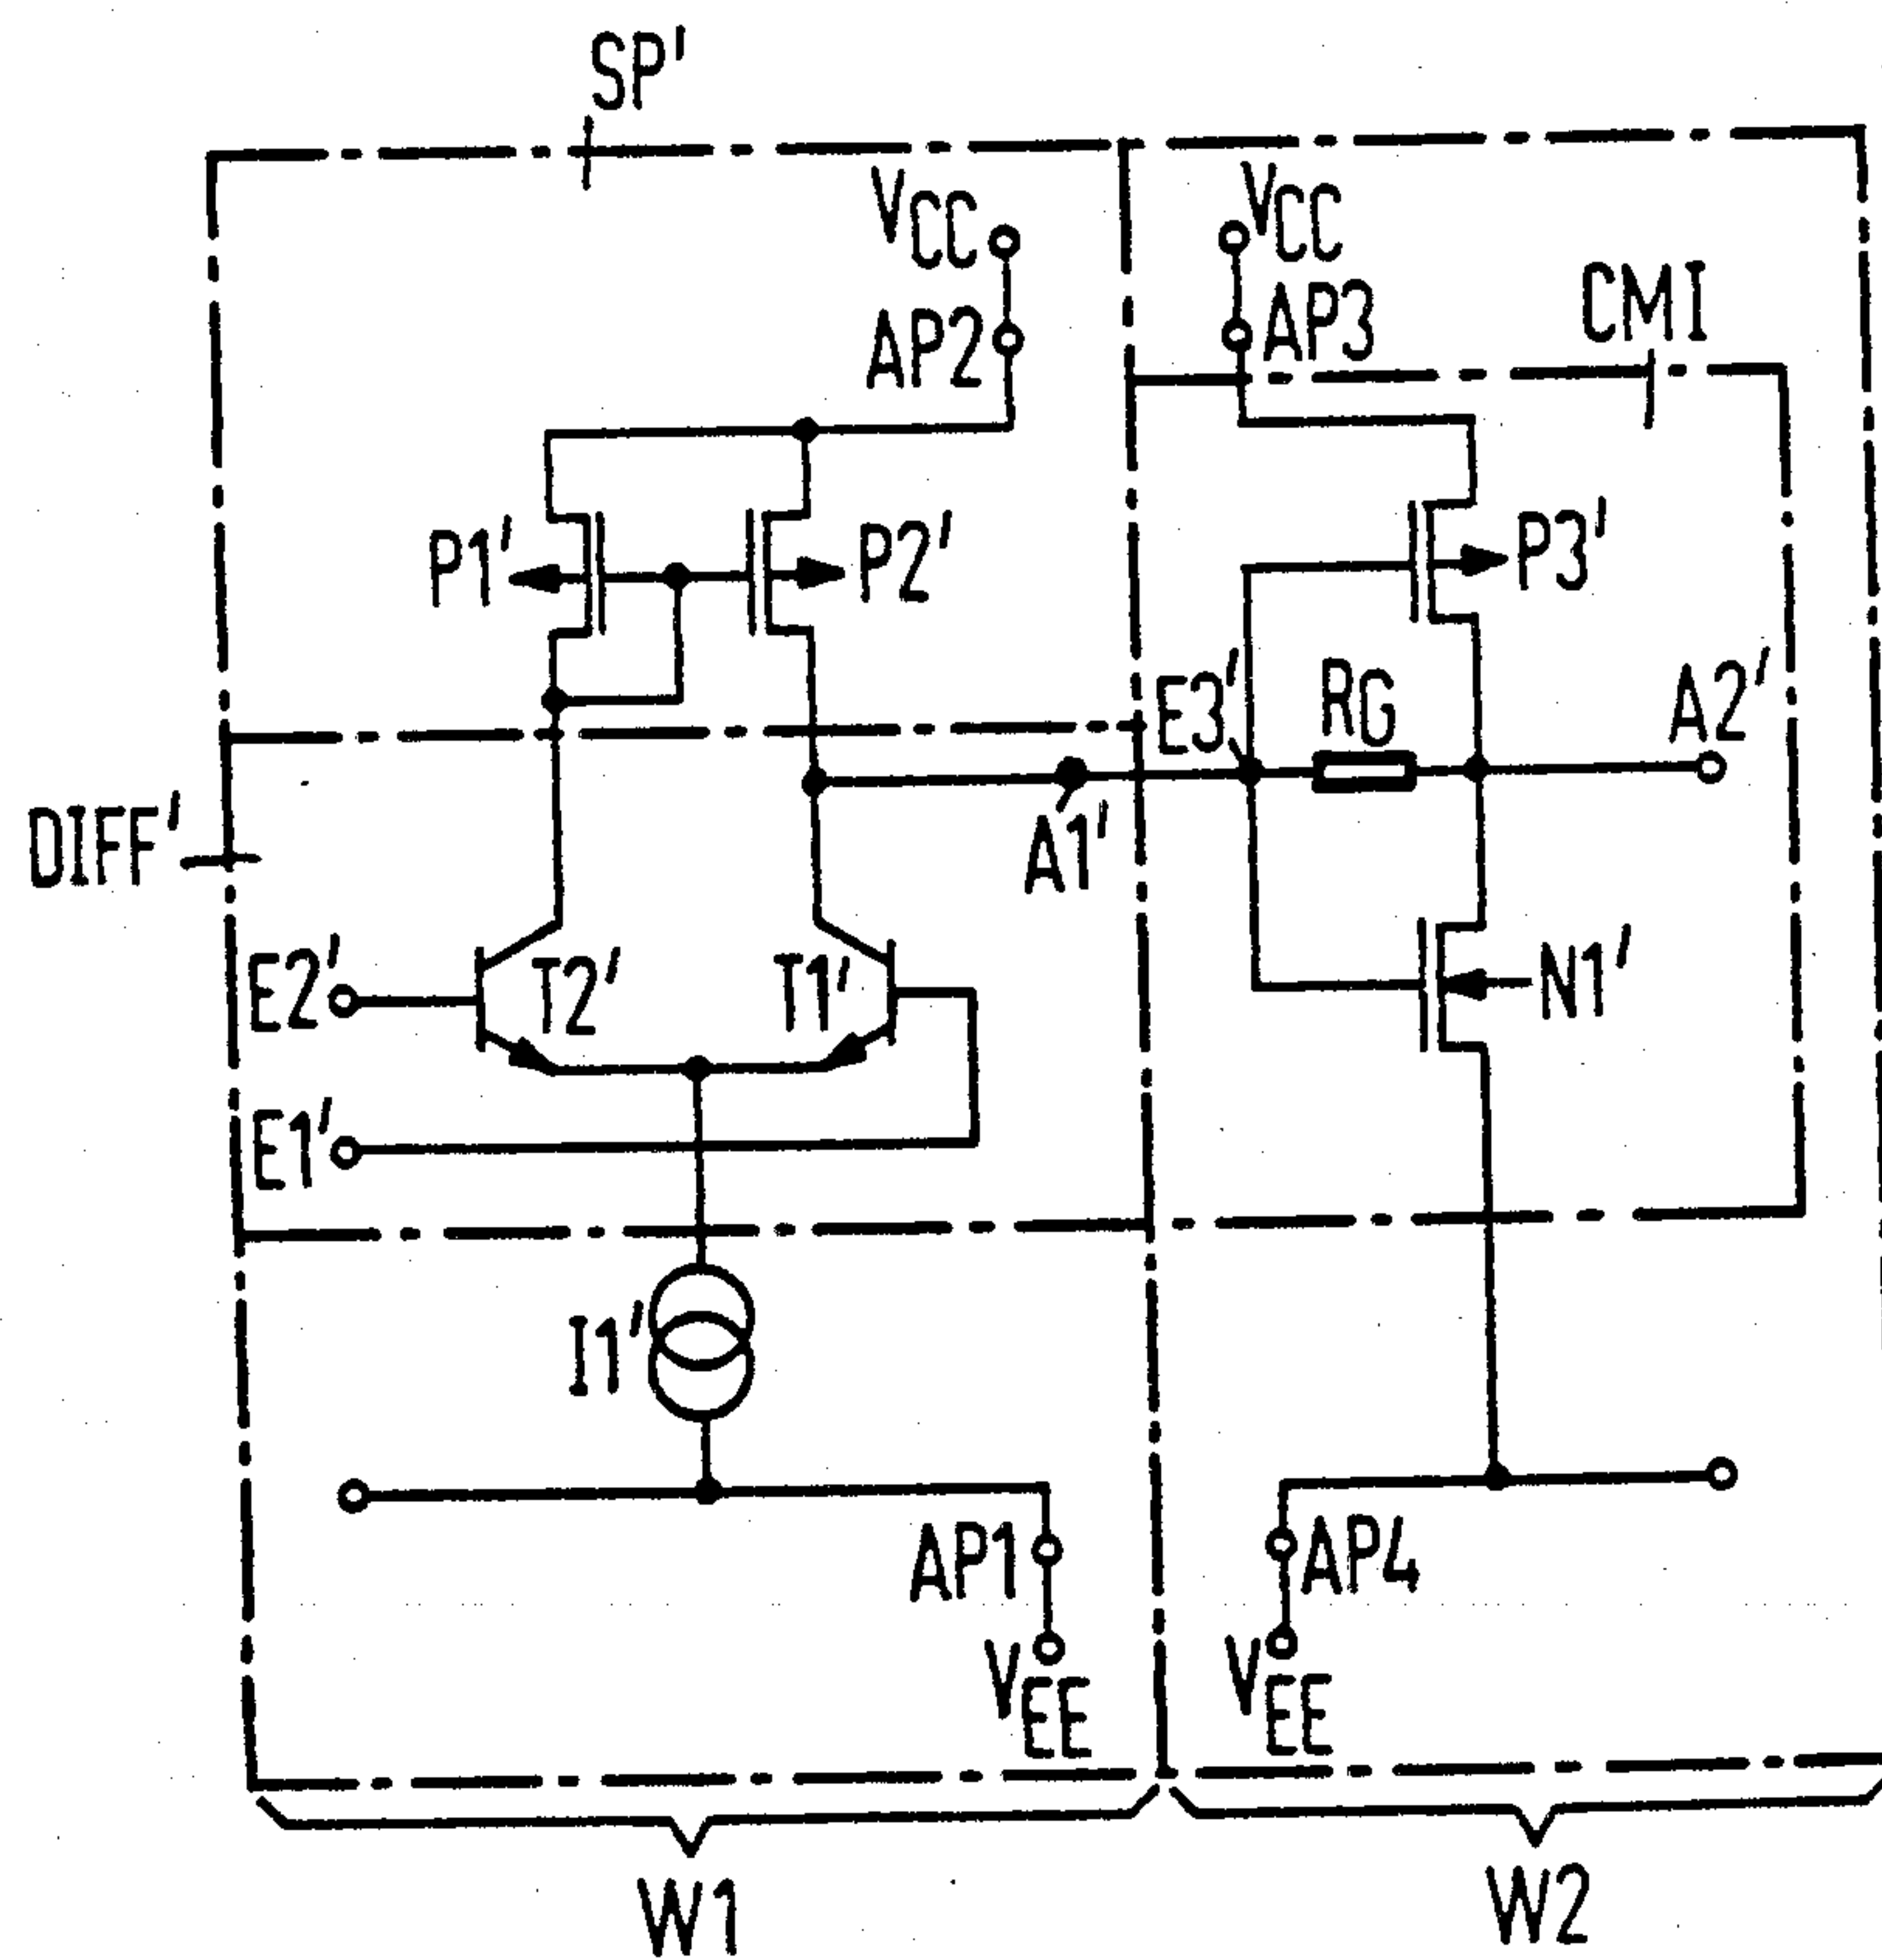 SP'
VCC
VCC
AP2
AP3
CMI
P1'
P2'
P3'
E3'
RG
A2'
DIFF'
A1'
E2'
T2'
T1'
N1'
E1'
I1'
AP1
AP4
VEE
VEE
W1
W2